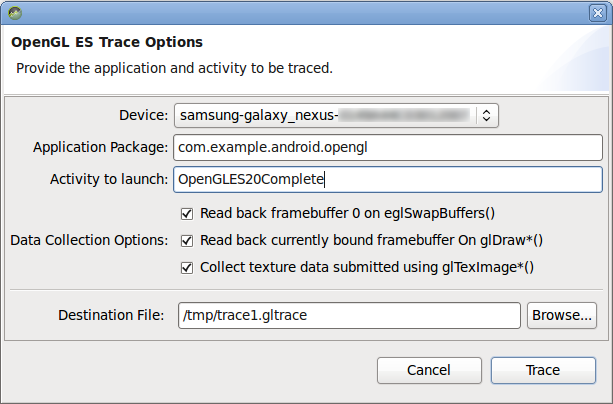 OpenGL ES Trace Options
Provide the application and activity to be traced.
Device: samsung-galaxy_nexus-
Application Package: com.example.android.opengl
Activity to launch: OpenGLES20Complete
Read back framebuffer 0 on eglSwapBuffers()
Data Collection Options: Read back currently bound framebuffer On glDraw*()
Collect texture data submitted using glTexImage*()
Destination File: /tmp/trace1.gltrace Browse...
Cancel Trace